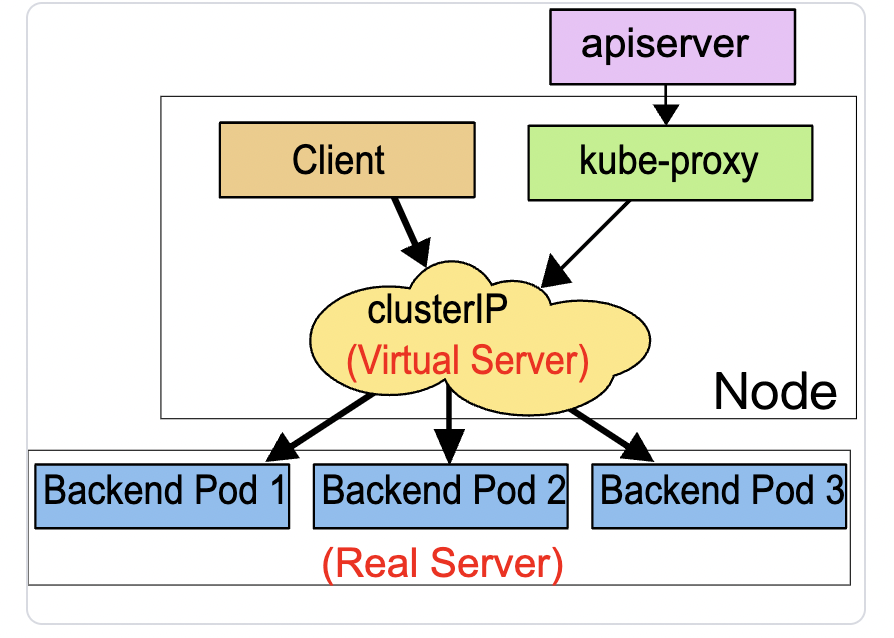 apiserver
Client
kube-proxy
clusterIP
(Virtual Server)
Node
Backend Pod 1
Backend Pod 2
Backend Pod 3
(Real Server)